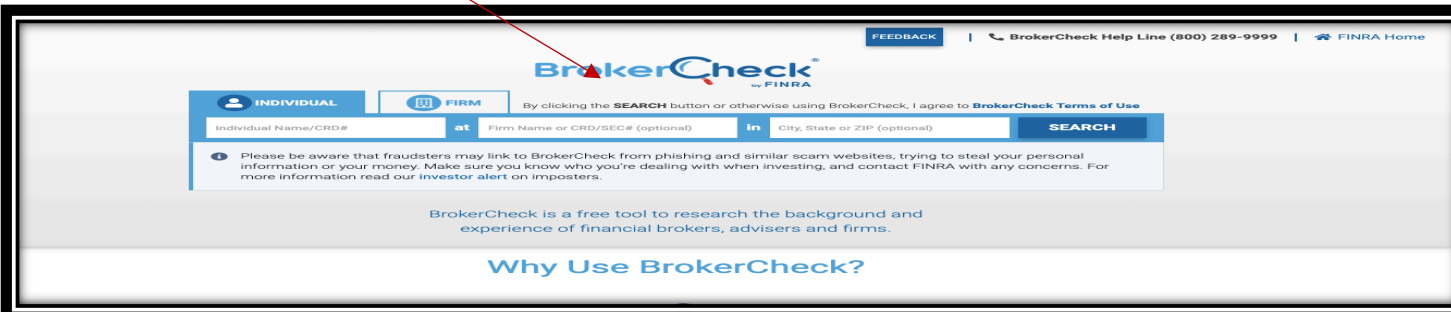 FEEDBACK | BrokerCheck Help Line (800) 289-9999 | FINRA Home
BrokerCheck®
by FINRA
INDIVIDUAL FIRM By clicking the SEARCH button or otherwise using BrokerCheck, I agree to BrokerCheck Terms of Use
Individual Name/CRD# at Firm Name or CRD/SEC# (optional) in City, State or ZIP (optional) SEARCH
Please be aware that fraudsters may link to BrokerCheck from phishing and similar scam websites, trying to steal your personal
information or your money. Make sure you know who you're dealing with when investing, and contact FINRA with any concerns. For
more information read our investor alert on imposters.
BrokerCheck is a free tool to research the background and
experience of financial brokers, advisers and firms.
Why Use BrokerCheck?